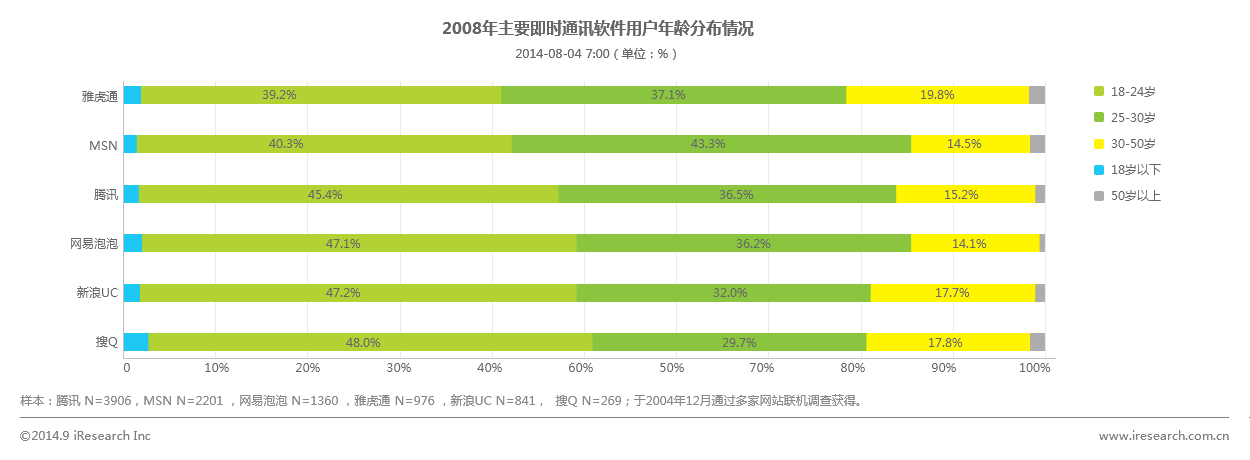 2008年主要即时通讯软件用户年龄分布情况
2014-08-04 7:00 ( 单位：% )
雅虎通 39.2% 37.1% 19.8%
MSN 40.3% 43.3% 14.5%
腾讯 45.4% 36.5% 15.2%
网易泡泡 47.1% 36.2% 14.1%
新浪UC 47.2% 32.0% 17.7%
搜Q 48.0% 29.7% 17.8%
0 10% 20% 30% 40% 60% 50% 70% 80% 90% 100%
18-24岁
25-30岁
30-50岁
18岁以下
50岁以上
样本：腾讯 N=3906，MSN N=2201 ，网易泡泡 N=1360 ，雅虎通 N=976 ，新浪UC N=841 ， 搜Q N=269；于2004年12月通过多家网站联机调查获得。
©2014.9 iResearch Inc
www.iresearch.com.cn